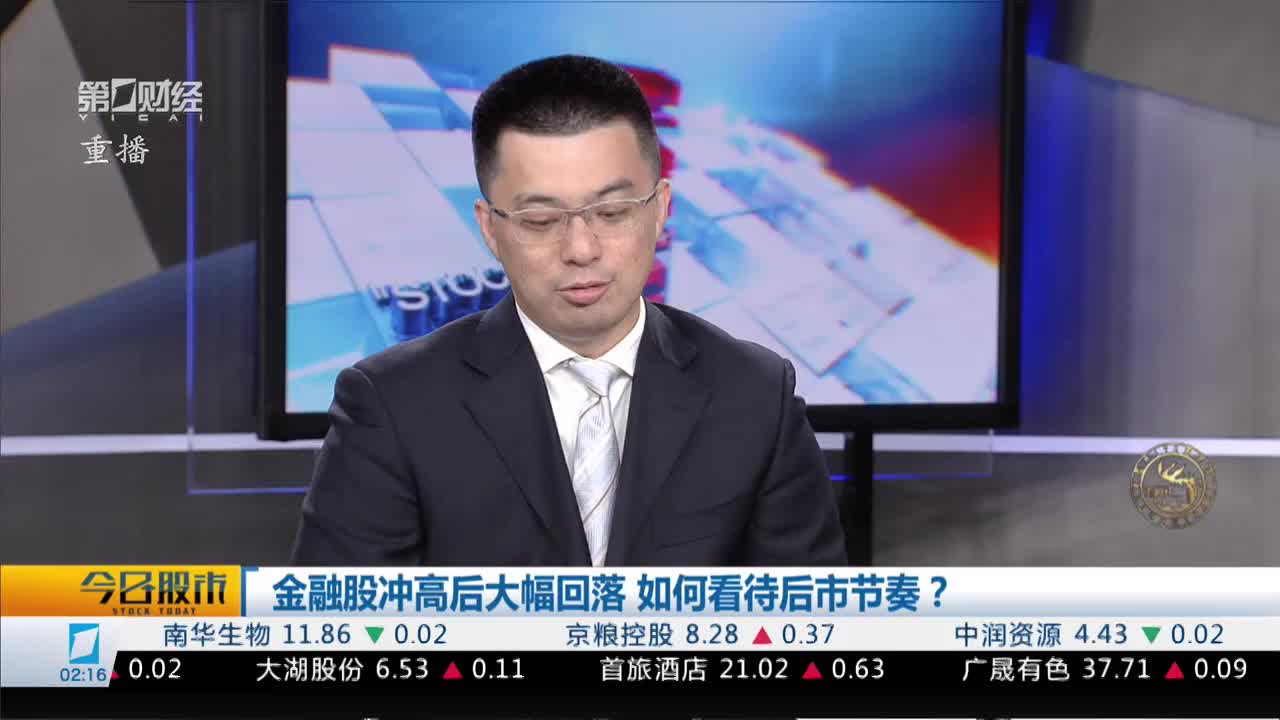 第一财经
YICAI
重播
STOC
今日股市
STOCK TODAY
金融股冲高后大幅回落 如何看待后市节奏？
南华生物 11.86 ▼ 0.02 京粮控股 8.28 ▲ 0.37 中润资源 4.43 ▼ 0.02
02:16
▲ 0.02 大湖股份 6.53 ▲ 0.11 首旅酒店 21.02 ▲ 0.63 广晟有色 37.71 ▲ 0.09